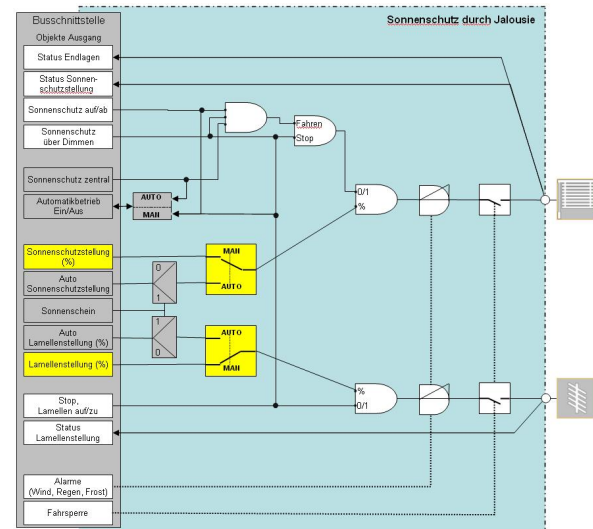 Busschnittstelle
Sonnenschutz durch Jalousie
Objekte Ausgang
Status Endlagen
Status Sonnen-
schutzstellung
Sonnenschutz auf/ab
Sonnenschutz
über Dimmen
Fahren
Stop
Sonnenschutz zentral
Automatikbetrieb
Ein/Aus
AUTO
MAN
0/1
%
Sonnenschutzstellung
(%)
Auto
Sonnenschutzstellung
Sonnenschein
Auto
Lamellenstellung (%)
Lamellenstellung (%)
0
1
1
0
MAN
AUTO
AUTO
MAN
Stop,
Lamellen auf/zu
Status
Lamellenstellung
%
0/1
Alarme
(Wind, Regen, Frost)
Fahrsperre